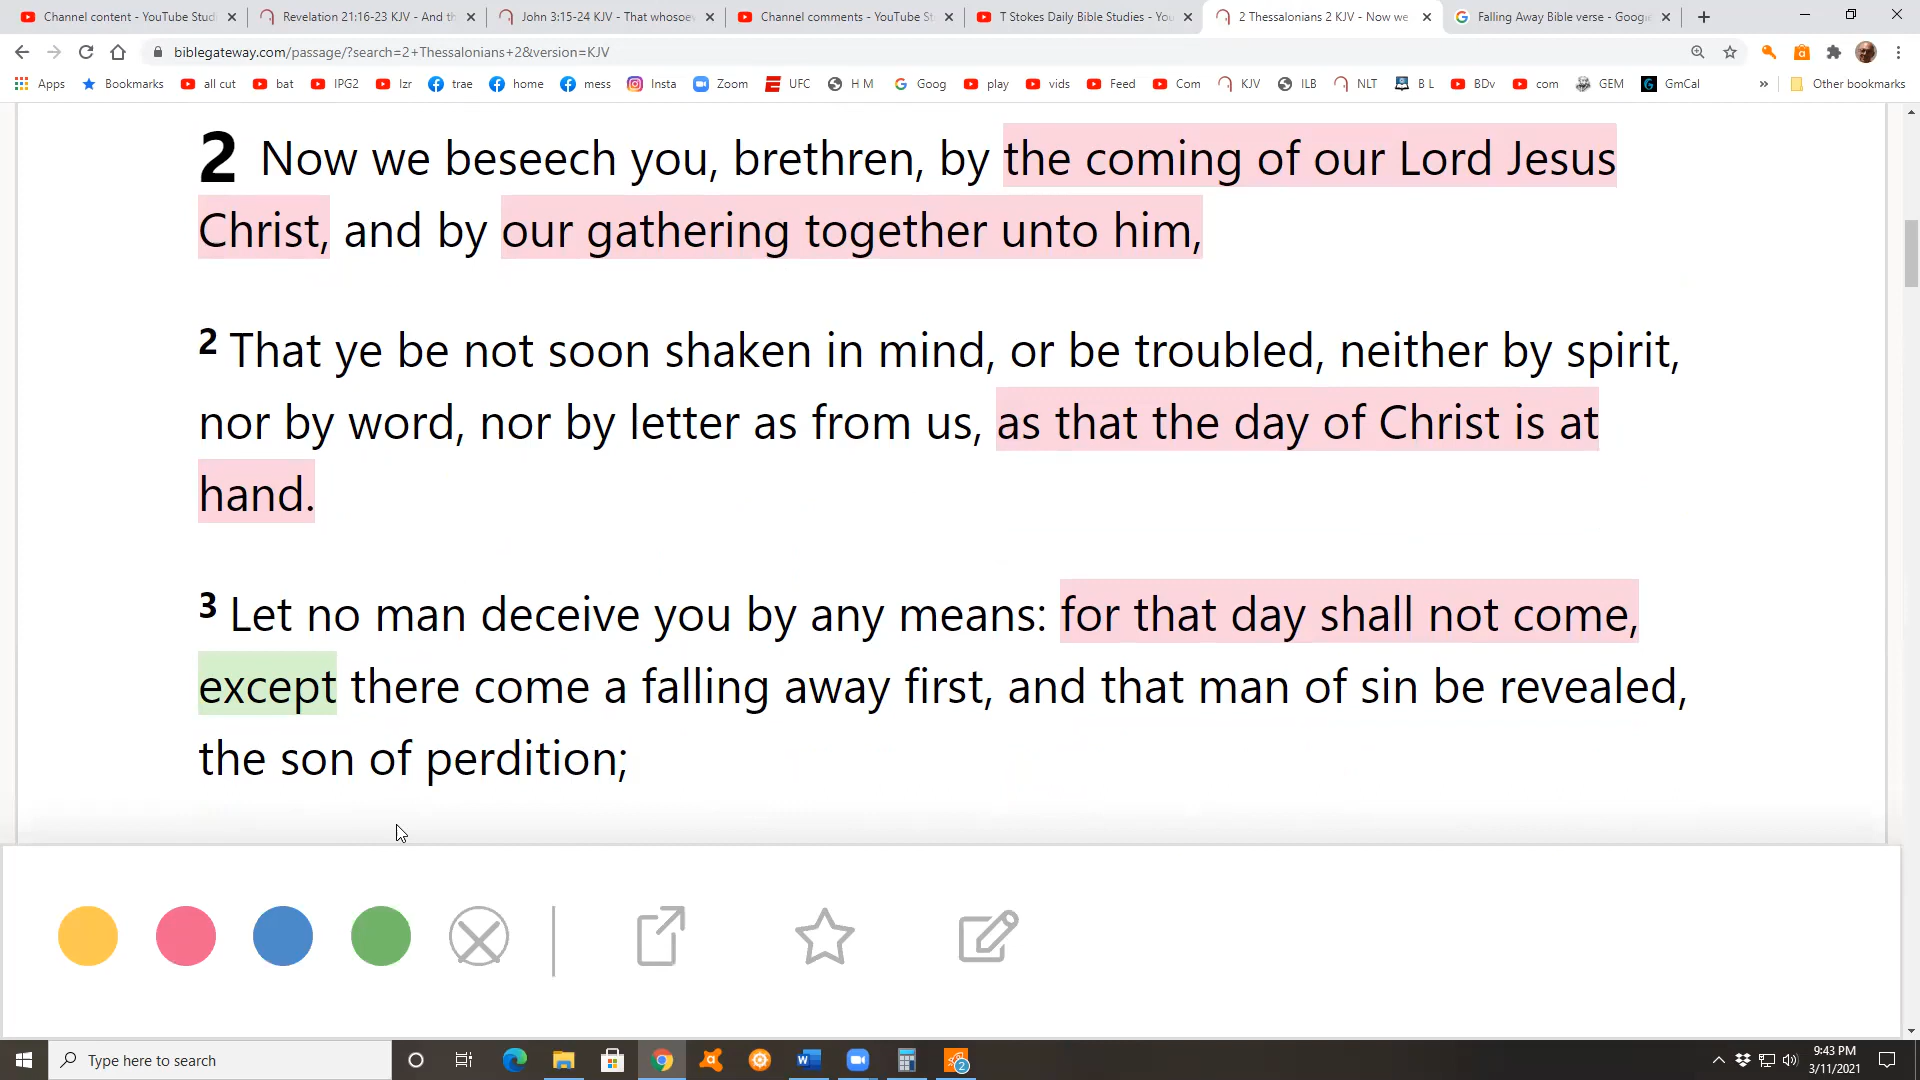 Channel content - YouTube Stud
Revelation 21:16-23 KJV - And th
John 3:15-24 KJV - That whosoev
Channel comments - YouTube St
T Stokes Daily Bible Studies - You
2 Thessalonians 2 KJV - Now we
Falling Away Bible verse - Googl
biblegateway.com/passage/?search=2+Thessalonians+2&version=KJV
Apps Bookmarks all cut bat IPG2 lzr trae home mess Insta Zoom UFC H M Goog play vids Feed Com KJV ILB NLT B L BDv com GEM GmCal » Other bookmarks
2 Now we beseech you, brethren, by the coming of our Lord Jesus
Christ, and by our gathering together unto him,
2 That ye be not soon shaken in mind, or be troubled, neither by spirit,
nor by word, nor by letter as from us, as that the day of Christ is at
hand.
3 Let no man deceive you by any means: for that day shall not come,
except there come a falling away first, and that man of sin be revealed,
the son of perdition;
Type here to search
2
9:43 PM
3/11/2021